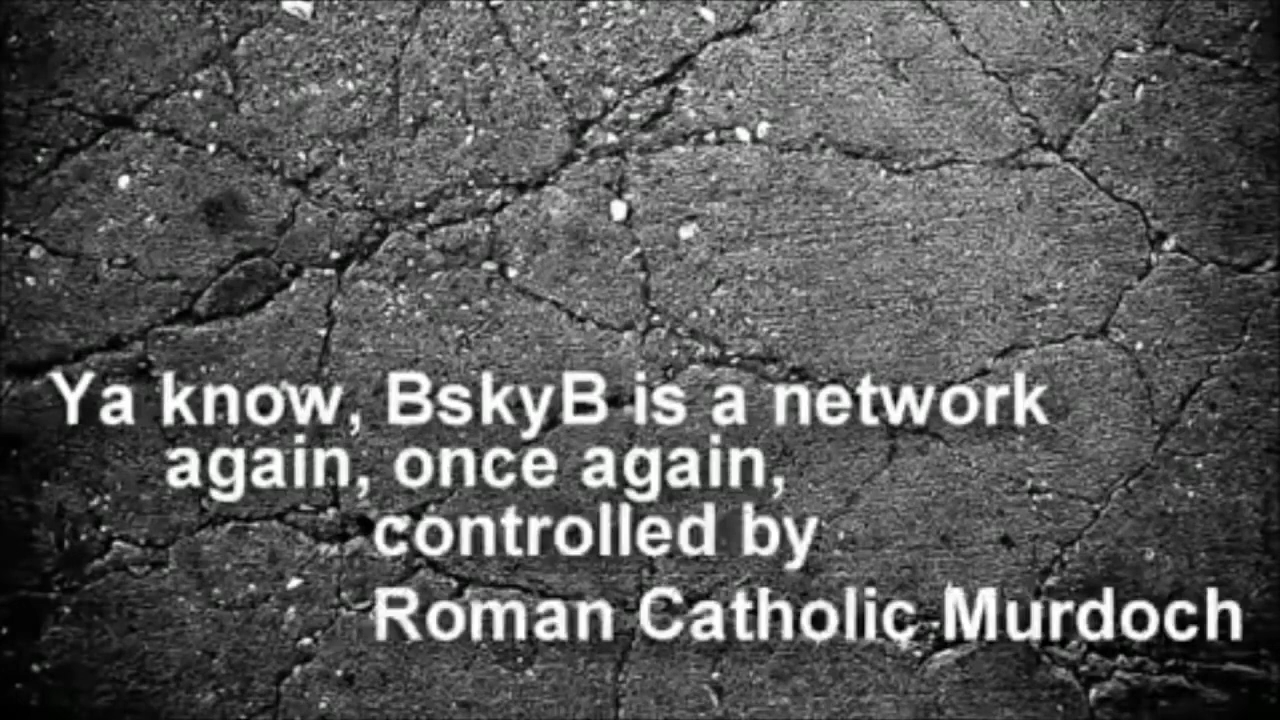 Ya know, BskyB is a network
again, once again,
controlled by
Roman Catholic Murdoch